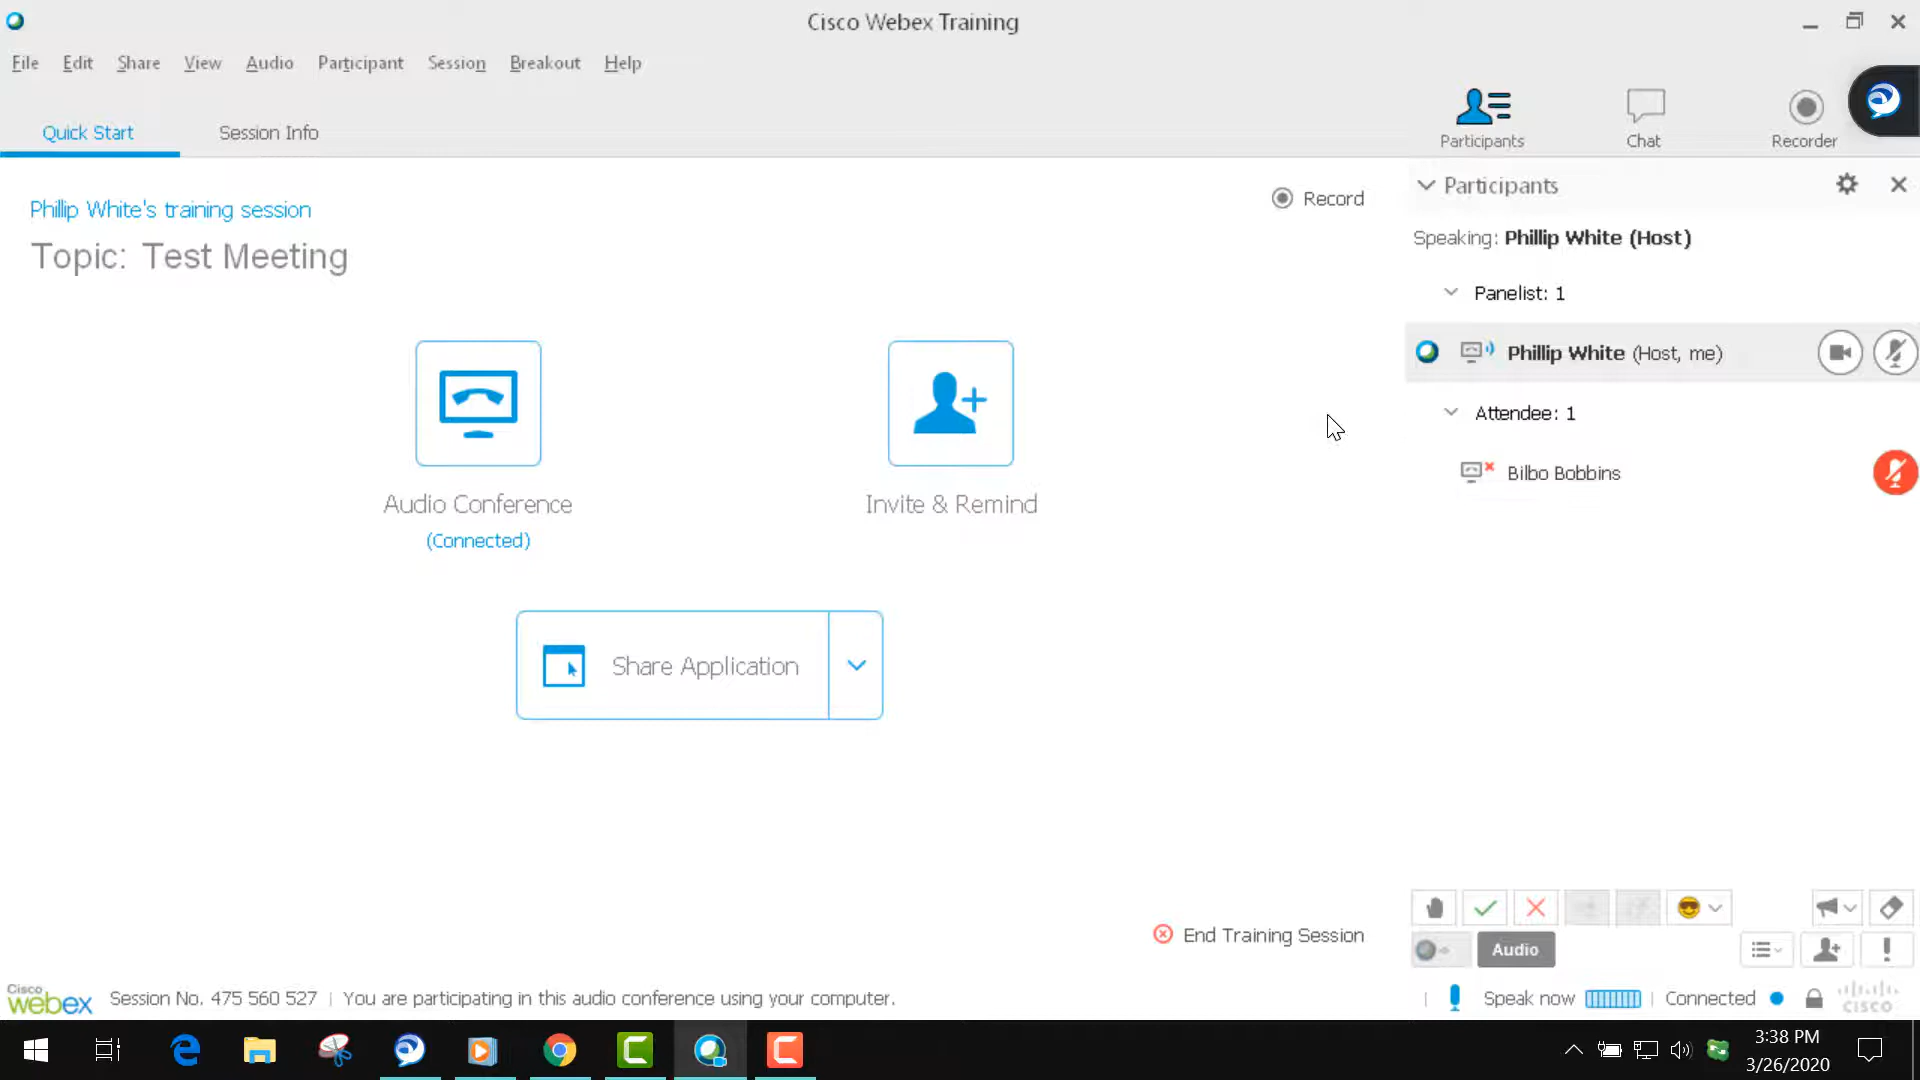 Cisco Webex Training
File Edit Share View Audio Participant Session Breakout Help
Quick Start Session Info
Participants Chat Recorder
Phillip White's training session
Topic: Test Meeting
Record
Audio Conference
(Connected)
Invite & Remind
Share Application
End Training Session
Participants
Speaking: Phillip White (Host)
Panelist: 1
Phillip White (Host, me)
Attendee: 1
Bilbo Bobbins
Audio
Cisco
webex
Session No. 475 560 527 | You are participating in this audio conference using your computer.
Speak now Connected
cisco
3:38 PM
3/26/2020